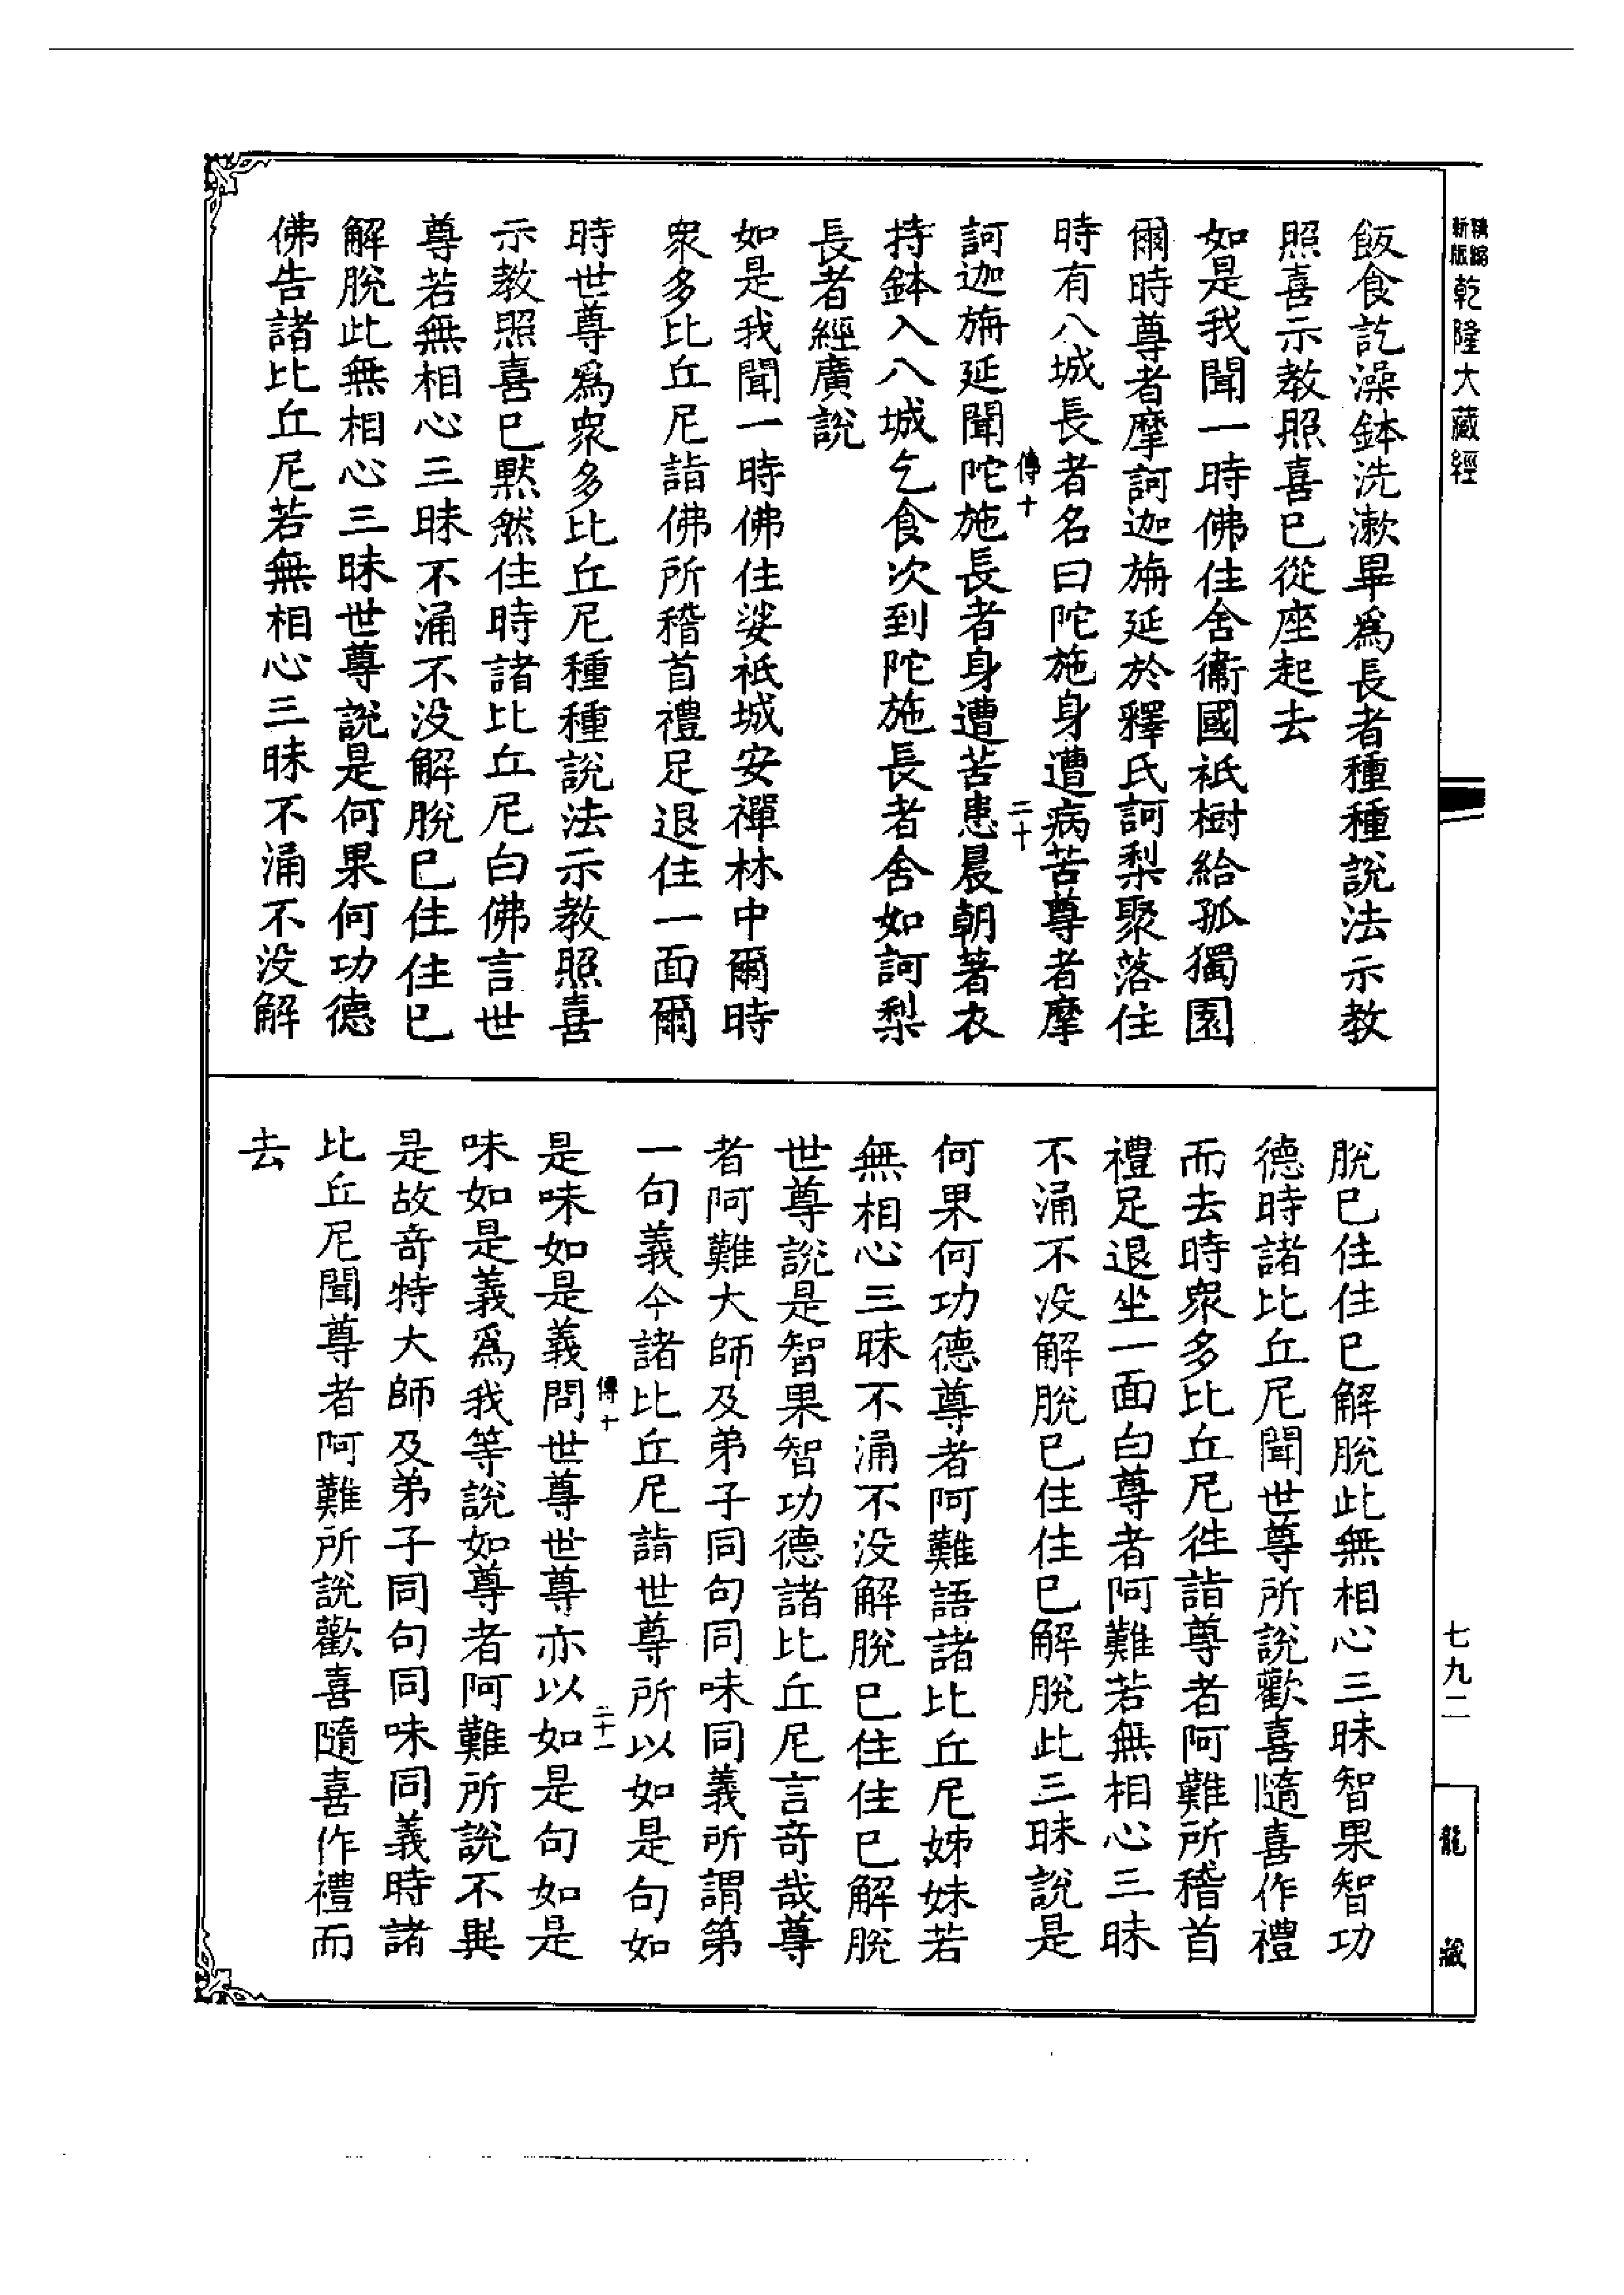 精縮新版乾隆大藏經
飯食訖澡鉢洗漱畢爲長者種種說法示教
照喜示教照喜已從座起去
如是我聞一時佛住舍衞國祇樹給孤獨園
爾時尊者摩訶迦旃延於釋氏訶梨聚落住
時有八城長者名曰陀施身遭病苦尊者摩
傳十
二十
訶迦旃延聞陀施長者身遭苦患晨朝著衣
持鉢入八城乞食次到陀施長者舍如訶梨
長者經廣說
如是我聞一時佛住娑祇城安禪林中爾時
衆多比丘尼詣佛所稽首禮足退住一面爾
時世尊爲衆多比丘尼種種說法示教照喜
示教照喜已默然住時諸比丘尼白佛言世
尊若無相心三昧不涌不没解脫已住住已
解脫此無相心三昧世尊說是何果何功德
佛告諸比丘尼若無相心三昧不涌不没解
脫已住住已解脫此無相心三昧智果智功
德時諸比丘尼聞世尊所說歡喜隨喜作禮
而去時衆多比丘尼徃詣尊者阿難所稽首
禮足退坐一面白尊者阿難若無相心三昧
不涌不没解脫已住住已解脫此三昧說是
何果何功德尊者阿難語諸比丘尼姊妹若
無相心三昧不涌不没解脫已住住已解脫
世尊說是智果智功德諸比丘尼言奇哉尊
者阿難大師及弟子同句同味同義所謂第
一句義今諸比丘尼詣世尊所以如是句如
傳十
二十一
是味如是義問世尊世尊亦以如是句如是
味如是義爲我等說如尊者阿難所說不異
是故奇特大師及弟子同句同味同義時諸
比丘尼聞尊者阿難所說歡喜隨喜作禮而
去
七九二
龍藏